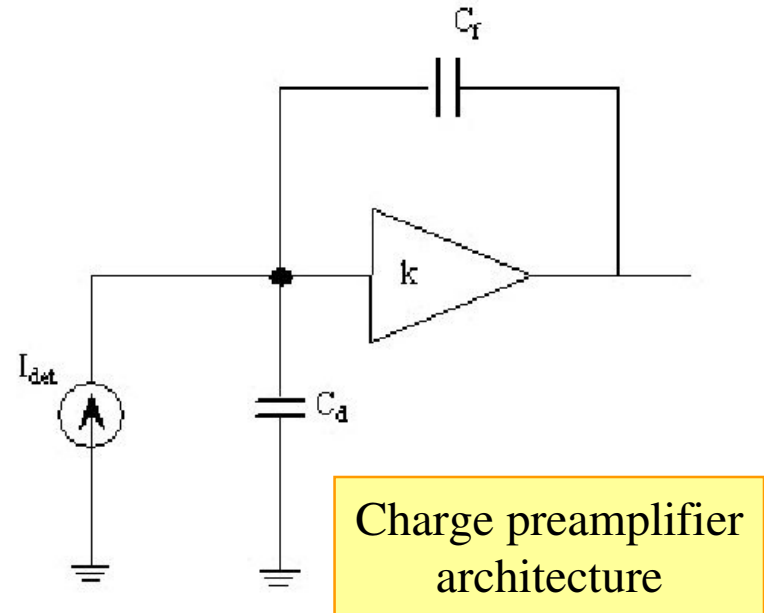 C_f
k
I_det
C_d
Charge preamplifier
architecture